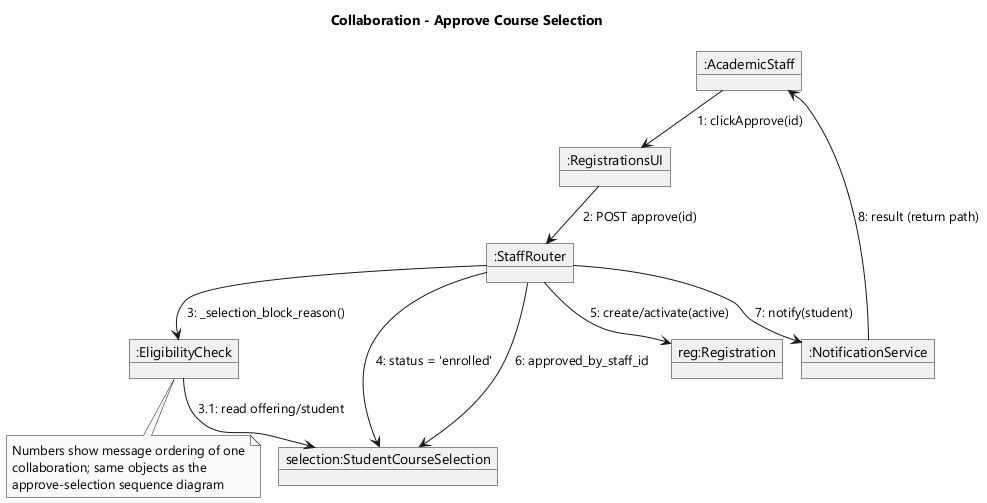 Collaboration - Approve Course Selection
:AcademicStaff
1: clickApprove(id)
:RegistrationsUI
2: POST approve(id)
8: result (return path)
:StaffRouter
3: _selection_block_reason()
5: create/activate(active)
7: notify(student)
:EligibilityCheck
4: status = 'enrolled'
6: approved_by_staff_id
reg:Registration
:NotificationService
3.1: read offering/student
Numbers show message ordering of one
collaboration; same objects as the
approve-selection sequence diagram
selection:StudentCourseSelection